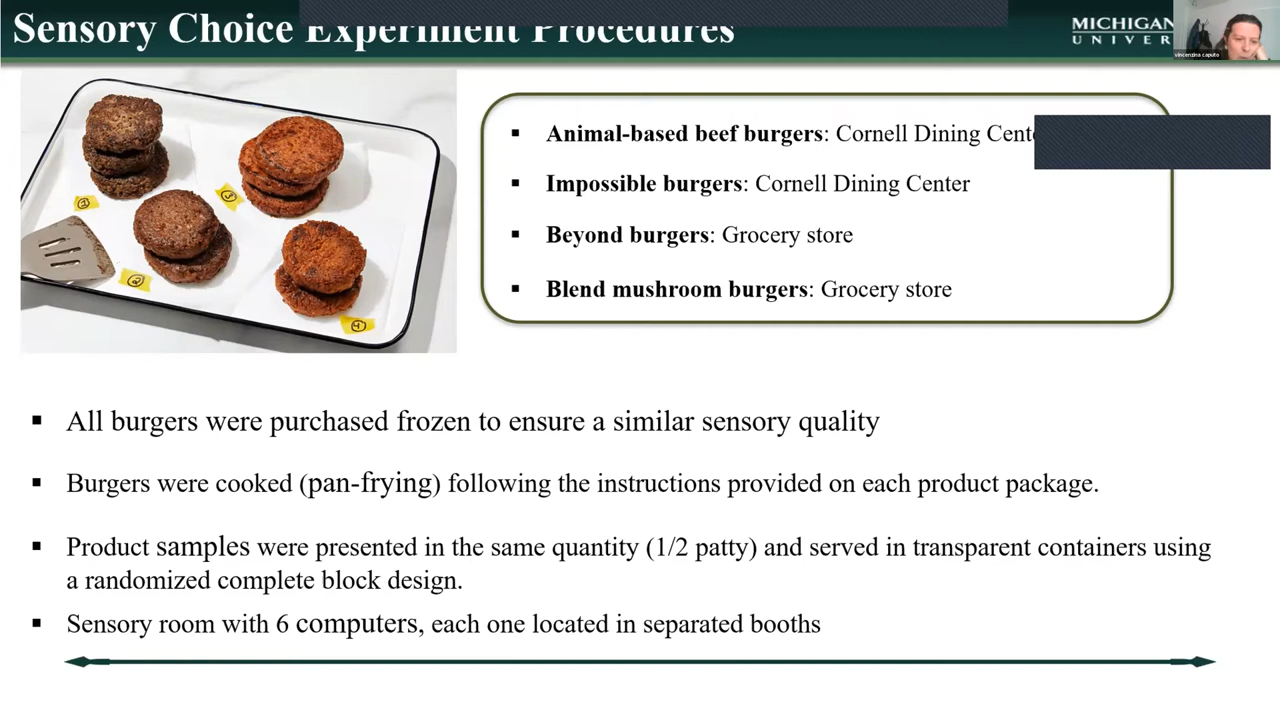 Sensory Choice Experiment Procedures
MICHIGAN
UNIVER
vincenzina caputo
▪ Animal-based beef burgers: Cornell Dining Cent
▪ Impossible burgers: Cornell Dining Center
▪ Beyond burgers: Grocery store
▪ Blend mushroom burgers: Grocery store
2
4
▪ All burgers were purchased frozen to ensure a similar sensory quality
▪ Burgers were cooked (pan-frying) following the instructions provided on each product package.
▪ Product samples were presented in the same quantity (1/2 patty) and served in transparent containers using
a randomized complete block design.
▪ Sensory room with 6 computers, each one located in separated booths